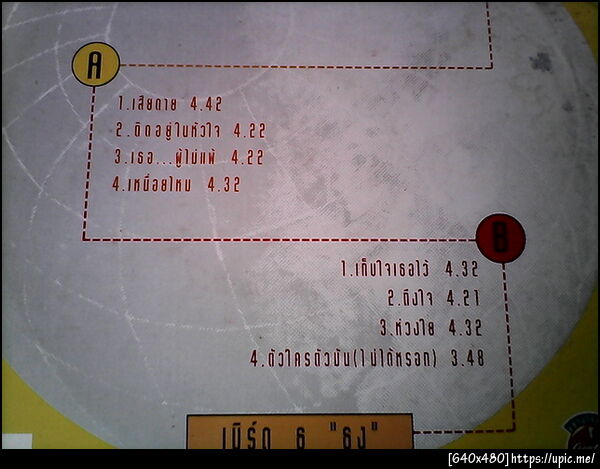 A
1.เสียดาย 4.42
2.ติดอยู่ในหัวใจ 4.22
3.เธอ...ผู้ไม่แพ้ 4.22
4.เหนื่อยไหม 4.32
B
1.เก็บใจเธอไว้ 4.32
2.ถึงใจ 4.21
3.ห่วงใย 4.32
4.ตัวใครตัวมัน(ไม่ได้หรอก) 3.48
เบิร์ด 6 "ธง"
[640x480]https://upic.me/